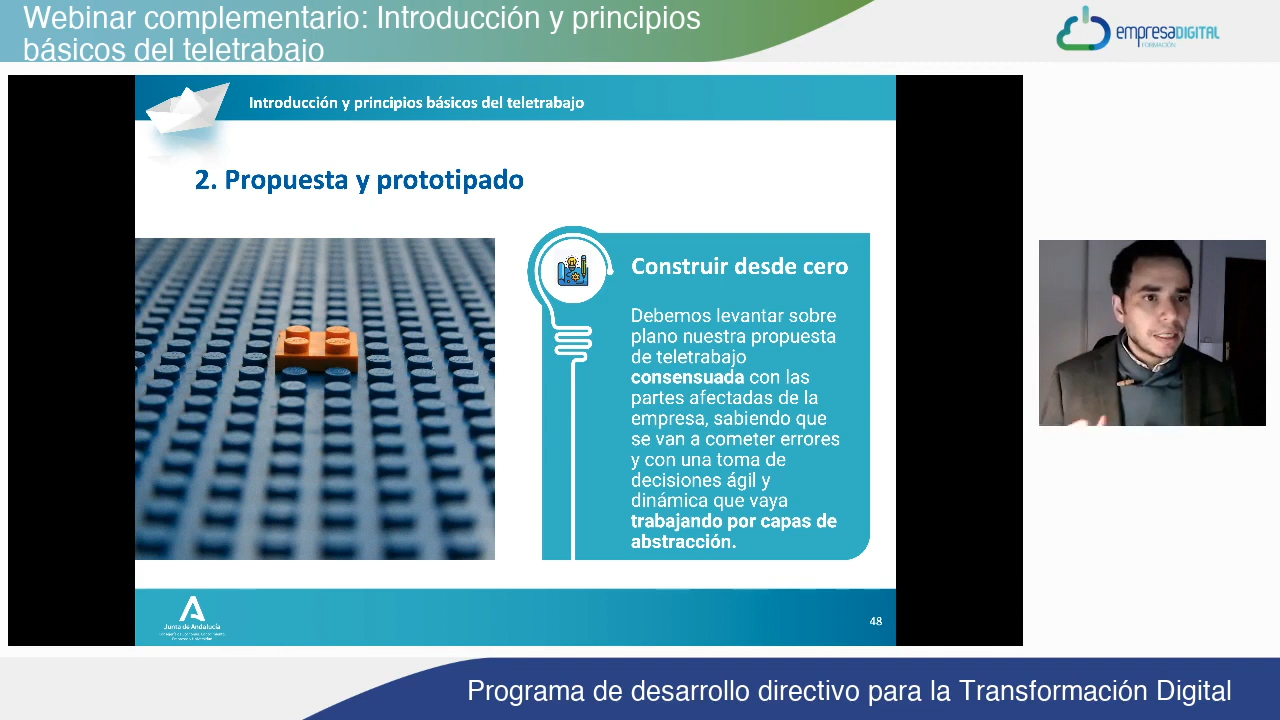 Webinar complementario: Introducción y principios
básicos del teletrabajo
empresaDIGITAL
FORMACIÓN
Introducción y principios básicos del teletrabajo
2. Propuesta y prototipado
Construir desde cero
Debemos levantar sobre
plano nuestra propuesta
de teletrabajo
consensuada con las
partes afectadas de la
empresa, sabiendo que
se van a cometer errores
y con una toma de
decisiones ágil y
dinámica que vaya
trabajando por capas de
abstracción.
Junta de Andalucía
48
Programa de desarrollo directivo para la Transformación Digital